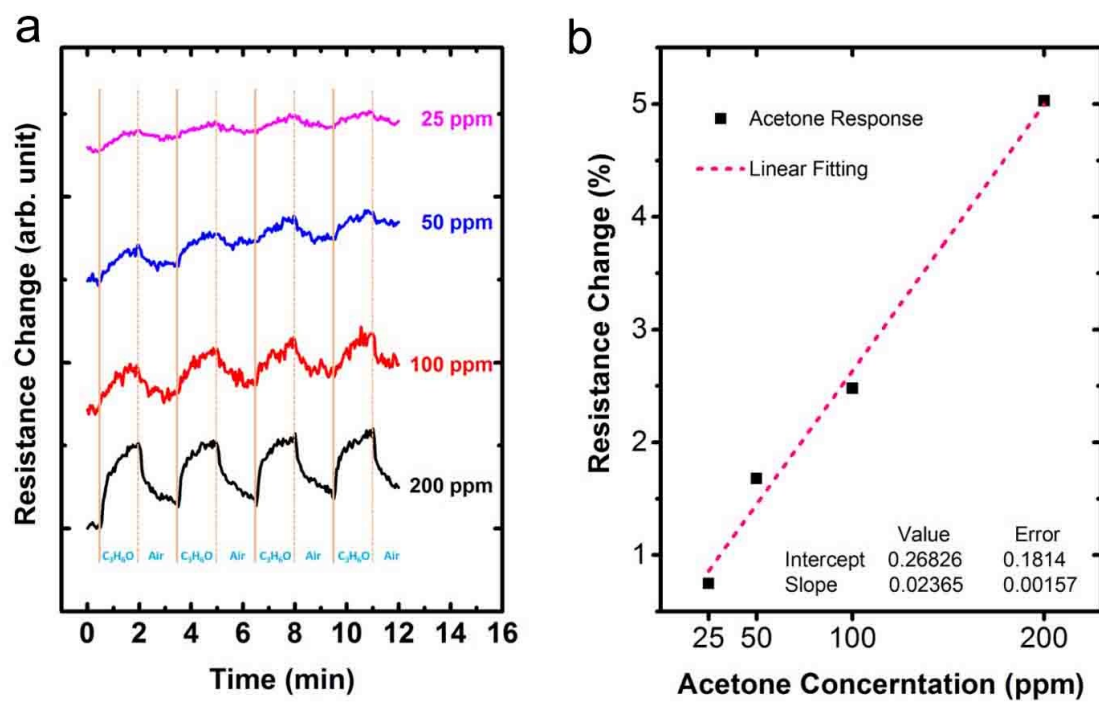 a
Resistance Change (arb. unit)
25 ppm
50 ppm
100 ppm
200 ppm
C₃H₆O Air C₃H₆O Air C₃H₆O Air C₃H₆O Air
0 2 4 6 8 10 12 14 16
Time (min)
b
Resistance Change (%)
5
4
3
2
1
Acetone Response
Linear Fitting
Value Error
Intercept 0.26826 0.1814
Slope 0.02365 0.00157
25 50 100 200
Acetone Concerntation (ppm)